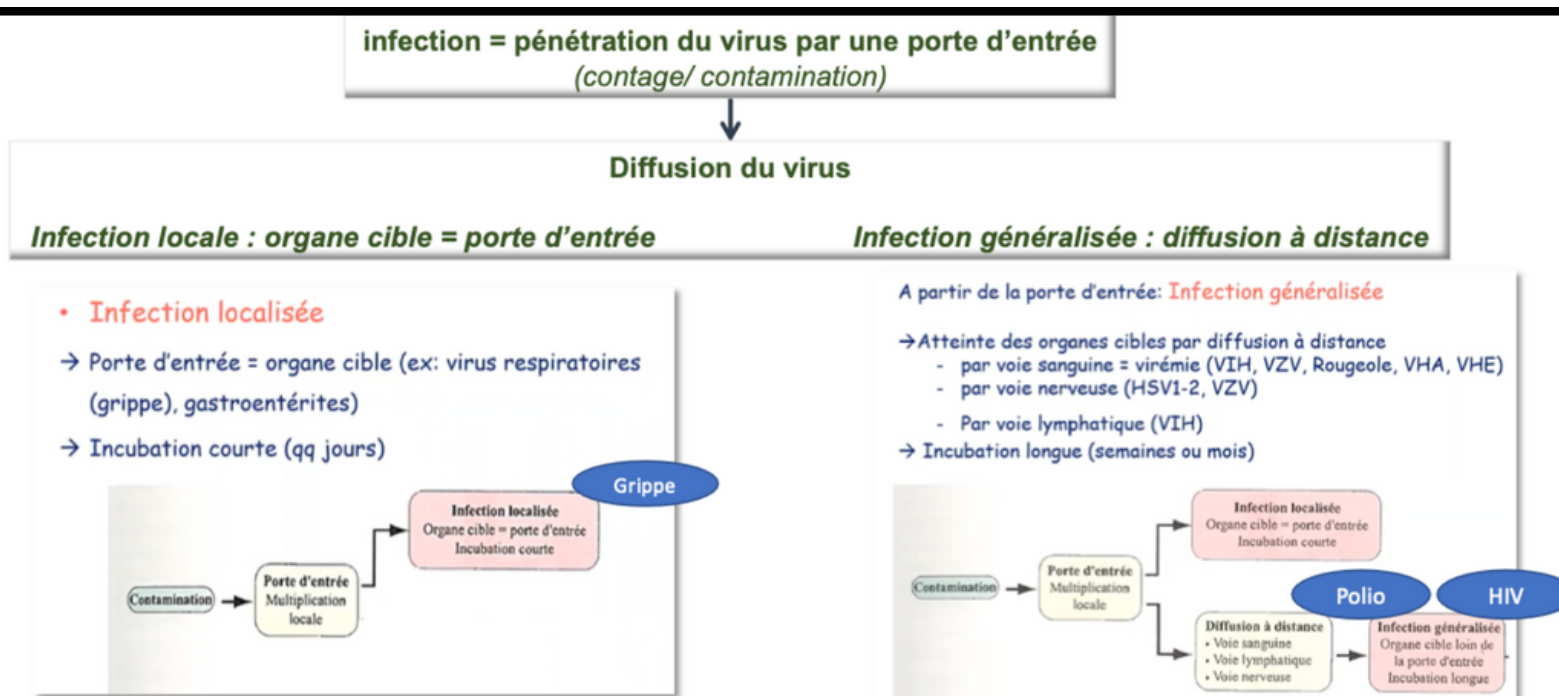 infection = pénétration du virus par une porte d'entrée
(contage/ contamination)
Diffusion du virus
Infection locale : organe cible = porte d'entrée
Infection généralisée : diffusion à distance
• Infection localisée
→ Porte d'entrée = organe cible (ex: virus respiratoires
(grippe), gastroentérites)
→ Incubation courte (qq jours)
Grippe
Infection localisée
Organe cible = porte d'entrée
Incubation courte
Contamination
Porte d'entrée
Multiplication
locale
A partir de la porte d'entrée: Infection généralisée
→Atteinte des organes cibles par diffusion à distance
- par voie sanguine = virémie (VIH, VZV, Rougeole, VHA, VHE)
- par voie nerveuse (HSV1-2, VZV)
- Par voie lymphatique (VIH)
→ Incubation longue (semaines ou mois)
Infection localisée
Organe cible = porte d'entrée
Incubation courte
Contamination
Porte d'entrée
Multiplication
locale
Polio
HIV
Diffusion à distance
• Voie sanguine
• Voie lymphatique
• Voie nerveuse
Infection généralisée
Organe cible loin de
la porte d'entrée
Incubation longue